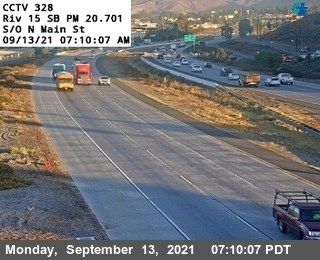 CCTV 328
Riv 15 SB PM 20.701
S/O N Main St
09/13/21 07:10:07 AM
Monday, September 13, 2021 07:10:07 PDT